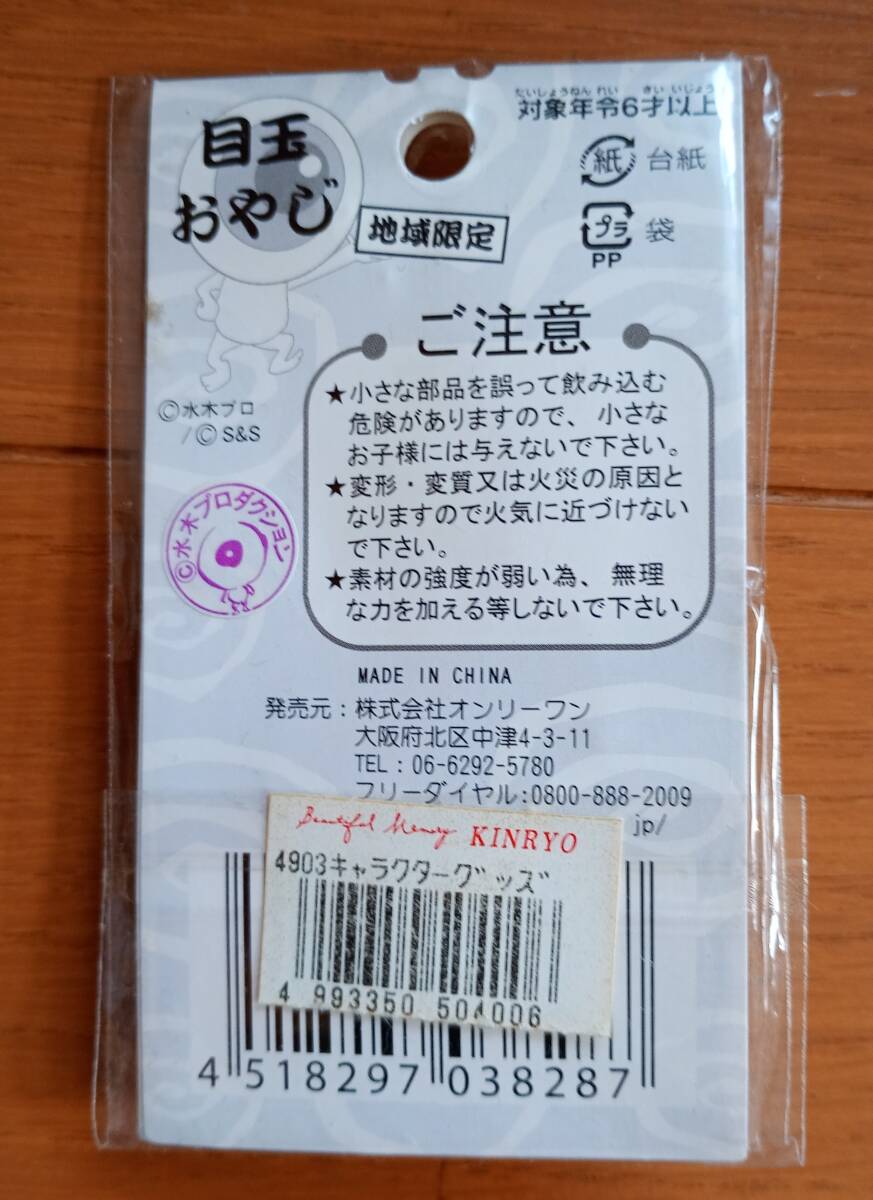 たいしょうねんれい さいいじょう
対象年令6才以上
目玉
おやじ
地域限定
紙 台紙
プラ 袋
PP
ご注意
★小さな部品を誤って飲み込む
危険がありますので、小さな
お子様には与えないで下さい。
★変形・変質又は火災の原因と
なりますので火気に近づけない
で下さい。
★素材の強度が弱い為、無理
な力を加える等しないで下さい。
©水木プロ
/©S&S
©水木プロダクション
MADE IN CHINA
発売元:株式会社オンリーワン
大阪府北区中津4-3-11
TEL:06-6292-5780
フリーダイヤル:0800-888-2009
jp/
Beautiful Memory KINRYO
4903キャラクターグッズ
4 993350 504006
4 518297 038287